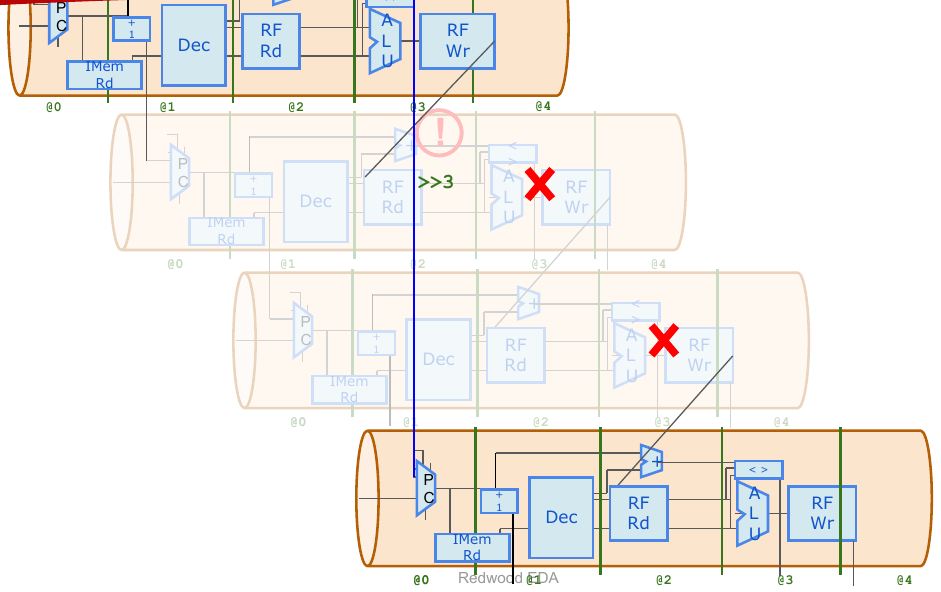 P
C
+
1
IMem
Rd
Dec
RF
Rd
A
L
U
RF
Wr
@0
@1
@2
@3
@4
!
P
C
+
1
IMem
Rd
Dec
RF
Rd
+
>>3
< >
A
L
U
RF
Wr
@0
@1
@2
@3
@4
P
C
+
1
IMem
Rd
Dec
RF
Rd
+
< >
A
L
U
RF
Wr
@0
@1
@2
@4
P
C
+
1
IMem
Rd
Dec
RF
Rd
+
< >
A
L
U
RF
Wr
@0
@1
@2
@3
@4
Redwood EDA